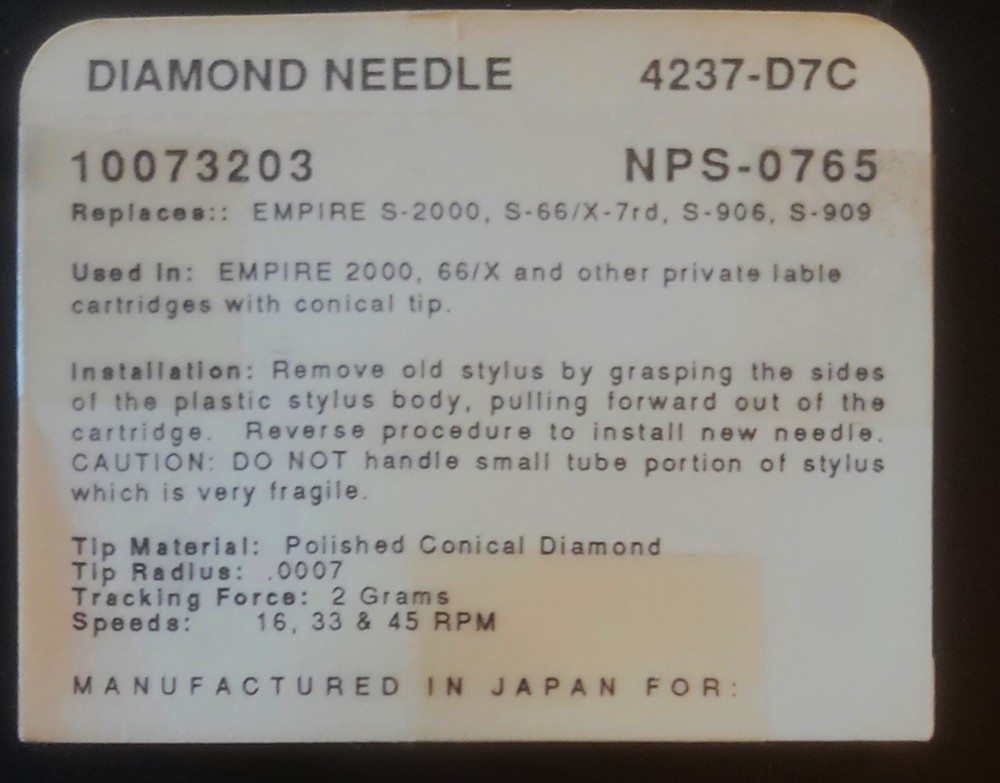 DIAMOND NEEDLE 4237-D7C
10073203 NPS-0765
Replaces:: EMPIRE S-2000, S-66/X-7rd, S-906, S-909
Used In: EMPIRE 2000, 66/X and other private lable
cartridges with conical tip.
Installation: Remove old stylus by grasping the sides
of the plastic stylus body, pulling forward out of the
cartridge. Reverse procedure to install new needle.
CAUTION: DO NOT handle small tube portion of stylus
which is very fragile.
Tip Material: Polished Conical Diamond
Tip Radius: .0007
Tracking Force: 2 Grams
Speeds: 16, 33 & 45 RPM
MANUFACTURED IN JAPAN FOR: